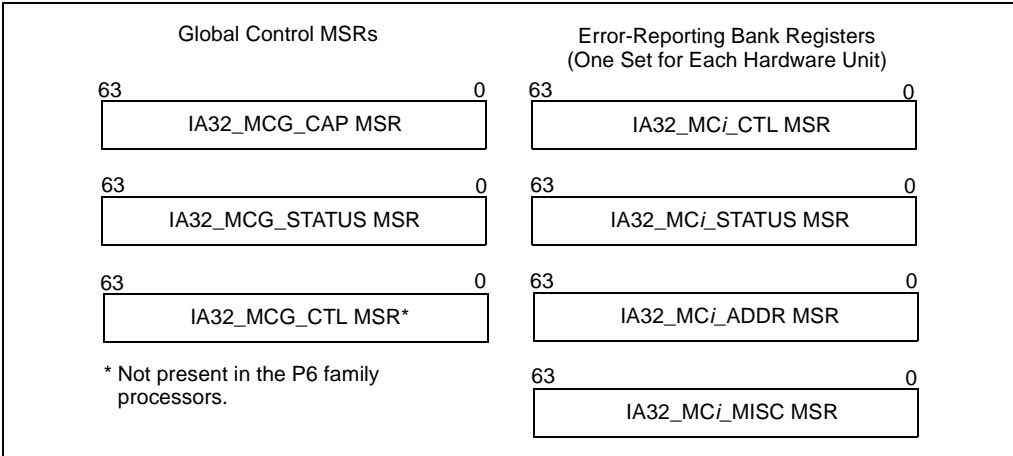 Global Control MSRs
63 0
IA32_MCG_CAP MSR
63 0
IA32_MCG_STATUS MSR
63 0
IA32_MCG_CTL MSR*
* Not present in the P6 family
processors.
Error-Reporting Bank Registers
(One Set for Each Hardware Unit)
63 0
IA32_MCi_CTL MSR
63 0
IA32_MCi_STATUS MSR
63 0
IA32_MCi_ADDR MSR
63 0
IA32_MCi_MISC MSR